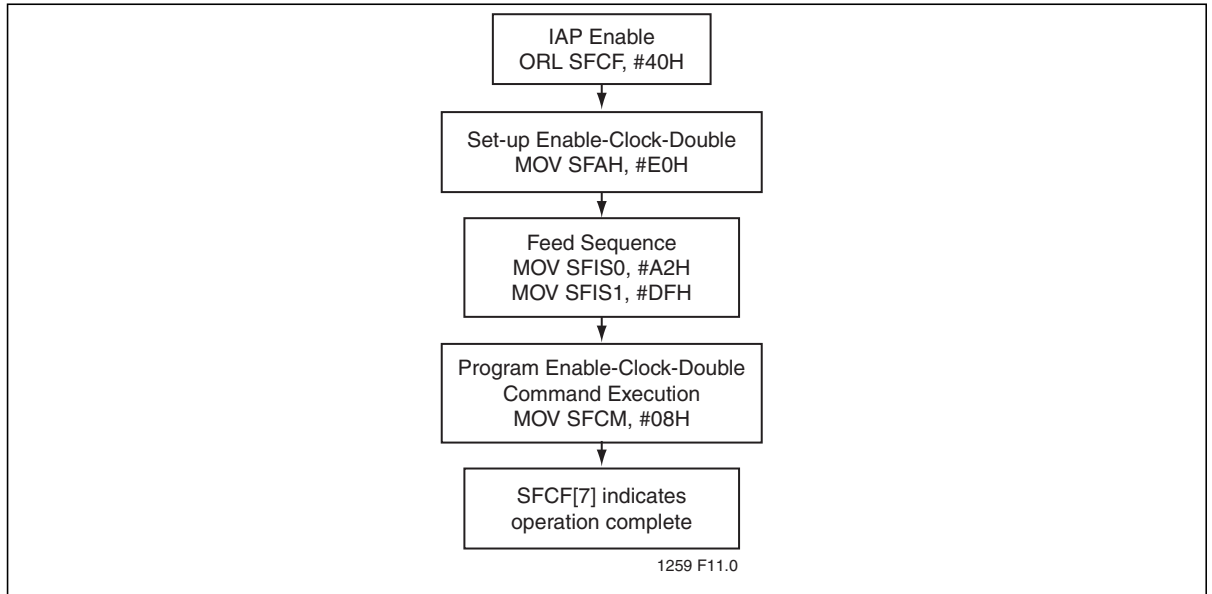 IAP Enable
ORL SFCF, #40H
Set-up Enable-Clock-Double
MOV SFAH, #E0H
Feed Sequence
MOV SFIS0, #A2H
MOV SFIS1, #DFH
Program Enable-Clock-Double
Command Execution
MOV SFCM, #08H
SFCF[7] indicates
operation complete
1259 F11.0